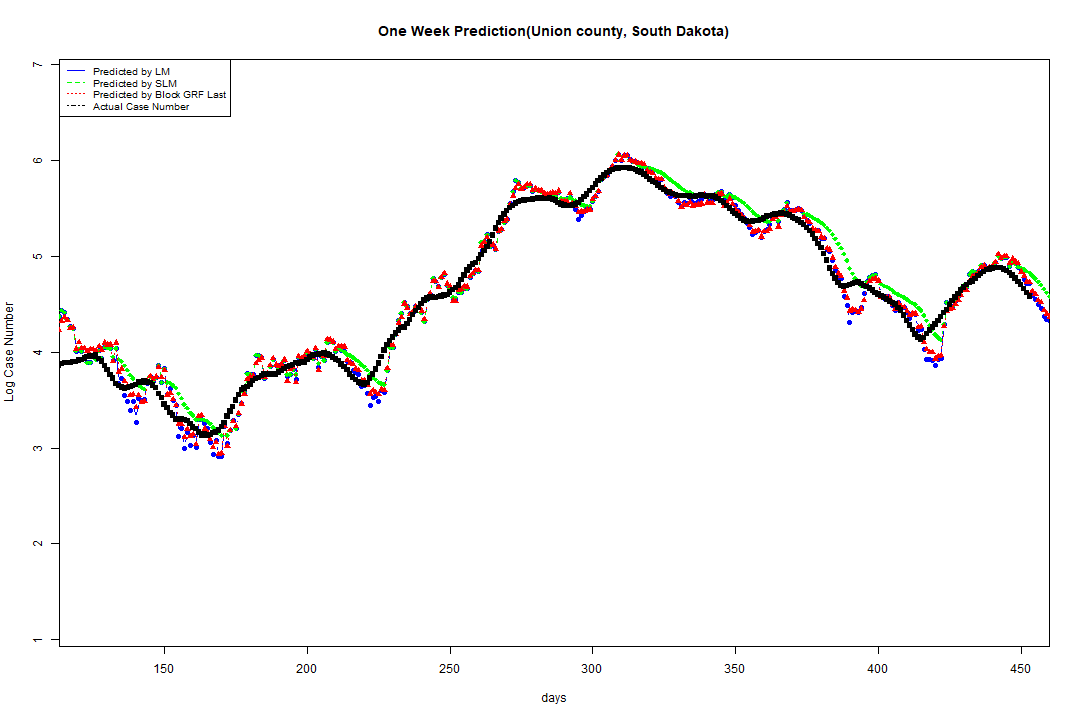 One Week Prediction(Union county, South Dakota)
Predicted by LM
Predicted by SLM
Predicted by Block GRF Last
Actual Case Number
7
6
5
4
3
2
1
Log Case Number
150 200 250 300 350 400 450
days